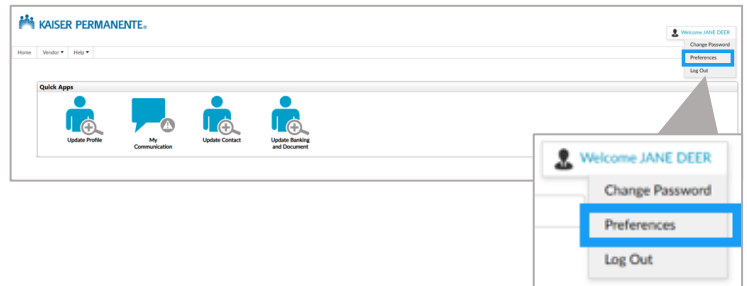 KAISER PERMANENTE®
Welcome JANE DEER
Change Password
Preferences
Log Out
Home Vendor Help
Quick Apps
Update Profile
My
Communication
Update Contact
Update Banking
and Document
Welcome JANE DEER
Change Password
Preferences
Log Out